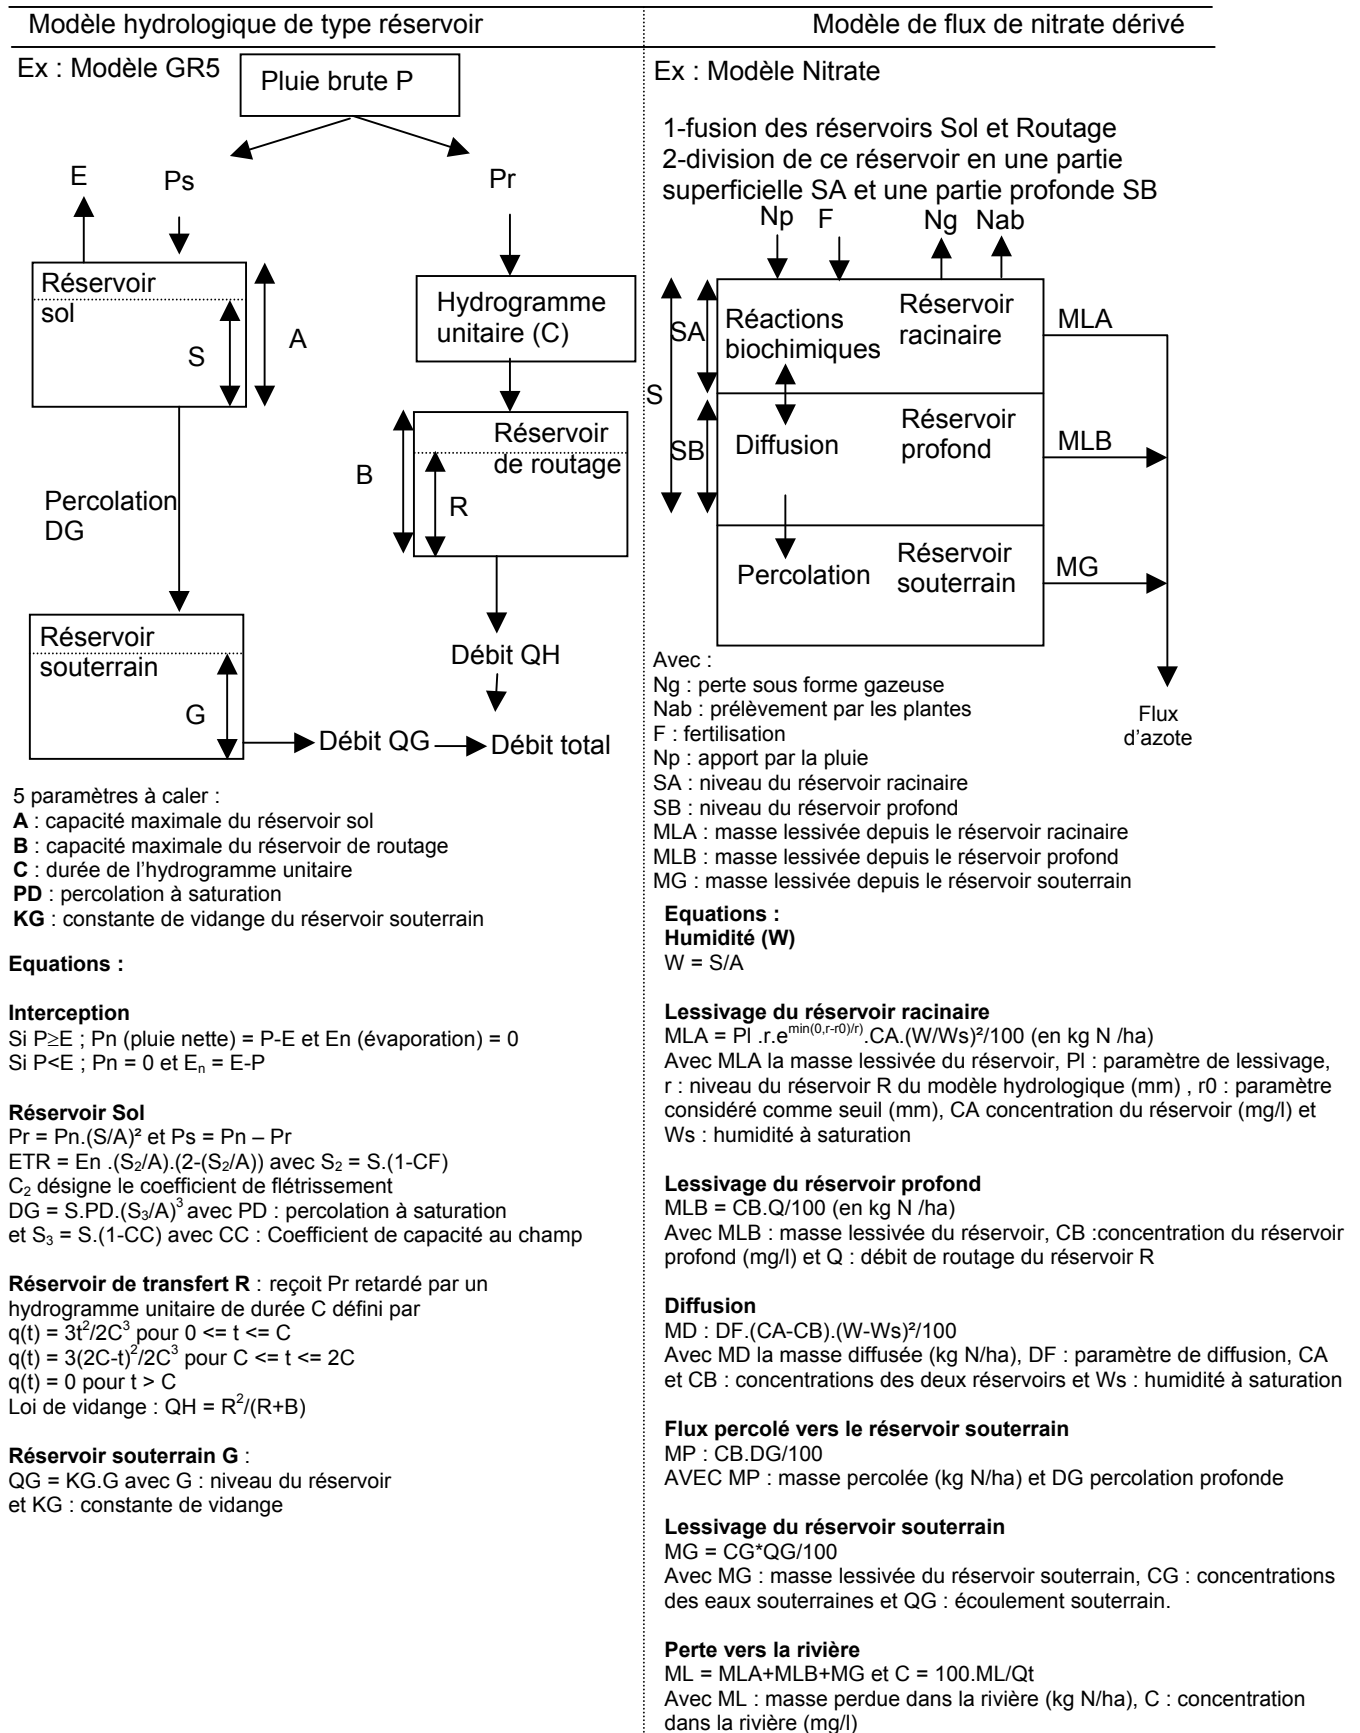 Modèle hydrologique de type réservoir
Modèle de flux de nitrate dérivé
Ex : Modèle GR5
Pluie brute P
E
Ps
Pr
Réservoir
sol
S
A
Hydrogramme
unitaire (C)
Réservoir
de routage
B
R
Percolation
DG
Réservoir
souterrain
G
Débit QH
Débit QG
Débit total
5 paramètres à caler :
A : capacité maximale du réservoir sol
B : capacité maximale du réservoir de routage
C : durée de l'hydrogramme unitaire
PD : percolation à saturation
KG : constante de vidange du réservoir souterrain
Equations :
Interception
Si P≥E ; Pn (pluie nette) = P-E et En (évaporation) = 0
Si P<E ; Pn = 0 et Eₙ = E-P
Réservoir Sol
Pr = Pn.(S/A)² et Ps = Pn – Pr
ETR = En .(S₂/A).(2-(S₂/A)) avec S₂ = S.(1-CF)
C₂ désigne le coefficient de flétrissement
DG = S.PD.(S₃/A)³ avec PD : percolation à saturation
et S₃ = S.(1-CC) avec CC : Coefficient de capacité au champ
Réservoir de transfert R : reçoit Pr retardé par un
hydrogramme unitaire de durée C défini par
q(t) = 3t²/2C³ pour 0 <= t <= C
q(t) = 3(2C-t)²/2C³ pour C <= t <= 2C
q(t) = 0 pour t > C
Loi de vidange : QH = R²/(R+B)
Réservoir souterrain G :
QG = KG.G avec G : niveau du réservoir
et KG : constante de vidange
Ex : Modèle Nitrate
1-fusion des réservoirs Sol et Routage
2-division de ce réservoir en une partie
superficielle SA et une partie profonde SB
Np F Ng Nab
S
SA
SB
Réactions
biochimiques
Réservoir
racinaire
MLA
Diffusion
Réservoir
profond
MLB
Percolation
Réservoir
souterrain
MG
Flux
d'azote
Avec :
Ng : perte sous forme gazeuse
Nab : prélèvement par les plantes
F : fertilisation
Np : apport par la pluie
SA : niveau du réservoir racinaire
SB : niveau du réservoir profond
MLA : masse lessivée depuis le réservoir racinaire
MLB : masse lessivée depuis le réservoir profond
MG : masse lessivée depuis le réservoir souterrain
Equations :
Humidité (W)
W = S/A
Lessivage du réservoir racinaire
MLA = Pl .r.e^min(0,r-r0)/r).CA.(W/Ws)²/100 (en kg N /ha)
Avec MLA la masse lessivée du réservoir, Pl : paramètre de lessivage,
r : niveau du réservoir R du modèle hydrologique (mm) , r0 : paramètre
considéré comme seuil (mm), CA concentration du réservoir (mg/l) et
Ws : humidité à saturation
Lessivage du réservoir profond
MLB = CB.Q/100 (en kg N /ha)
Avec MLB : masse lessivée du réservoir, CB :concentration du réservoir
profond (mg/l) et Q : débit de routage du réservoir R
Diffusion
MD : DF.(CA-CB).(W-Ws)²/100
Avec MD la masse diffusée (kg N/ha), DF : paramètre de diffusion, CA
et CB : concentrations des deux réservoirs et Ws : humidité à saturation
Flux percolé vers le réservoir souterrain
MP : CB.DG/100
AVEC MP : masse percolée (kg N/ha) et DG percolation profonde
Lessivage du réservoir souterrain
MG = CG*QG/100
Avec MG : masse lessivée du réservoir souterrain, CG : concentrations
des eaux souterraines et QG : écoulement souterrain.
Perte vers la rivière
ML = MLA+MLB+MG et C = 100.ML/Qt
Avec ML : masse perdue dans la rivière (kg N/ha), C : concentration
dans la rivière (mg/l)